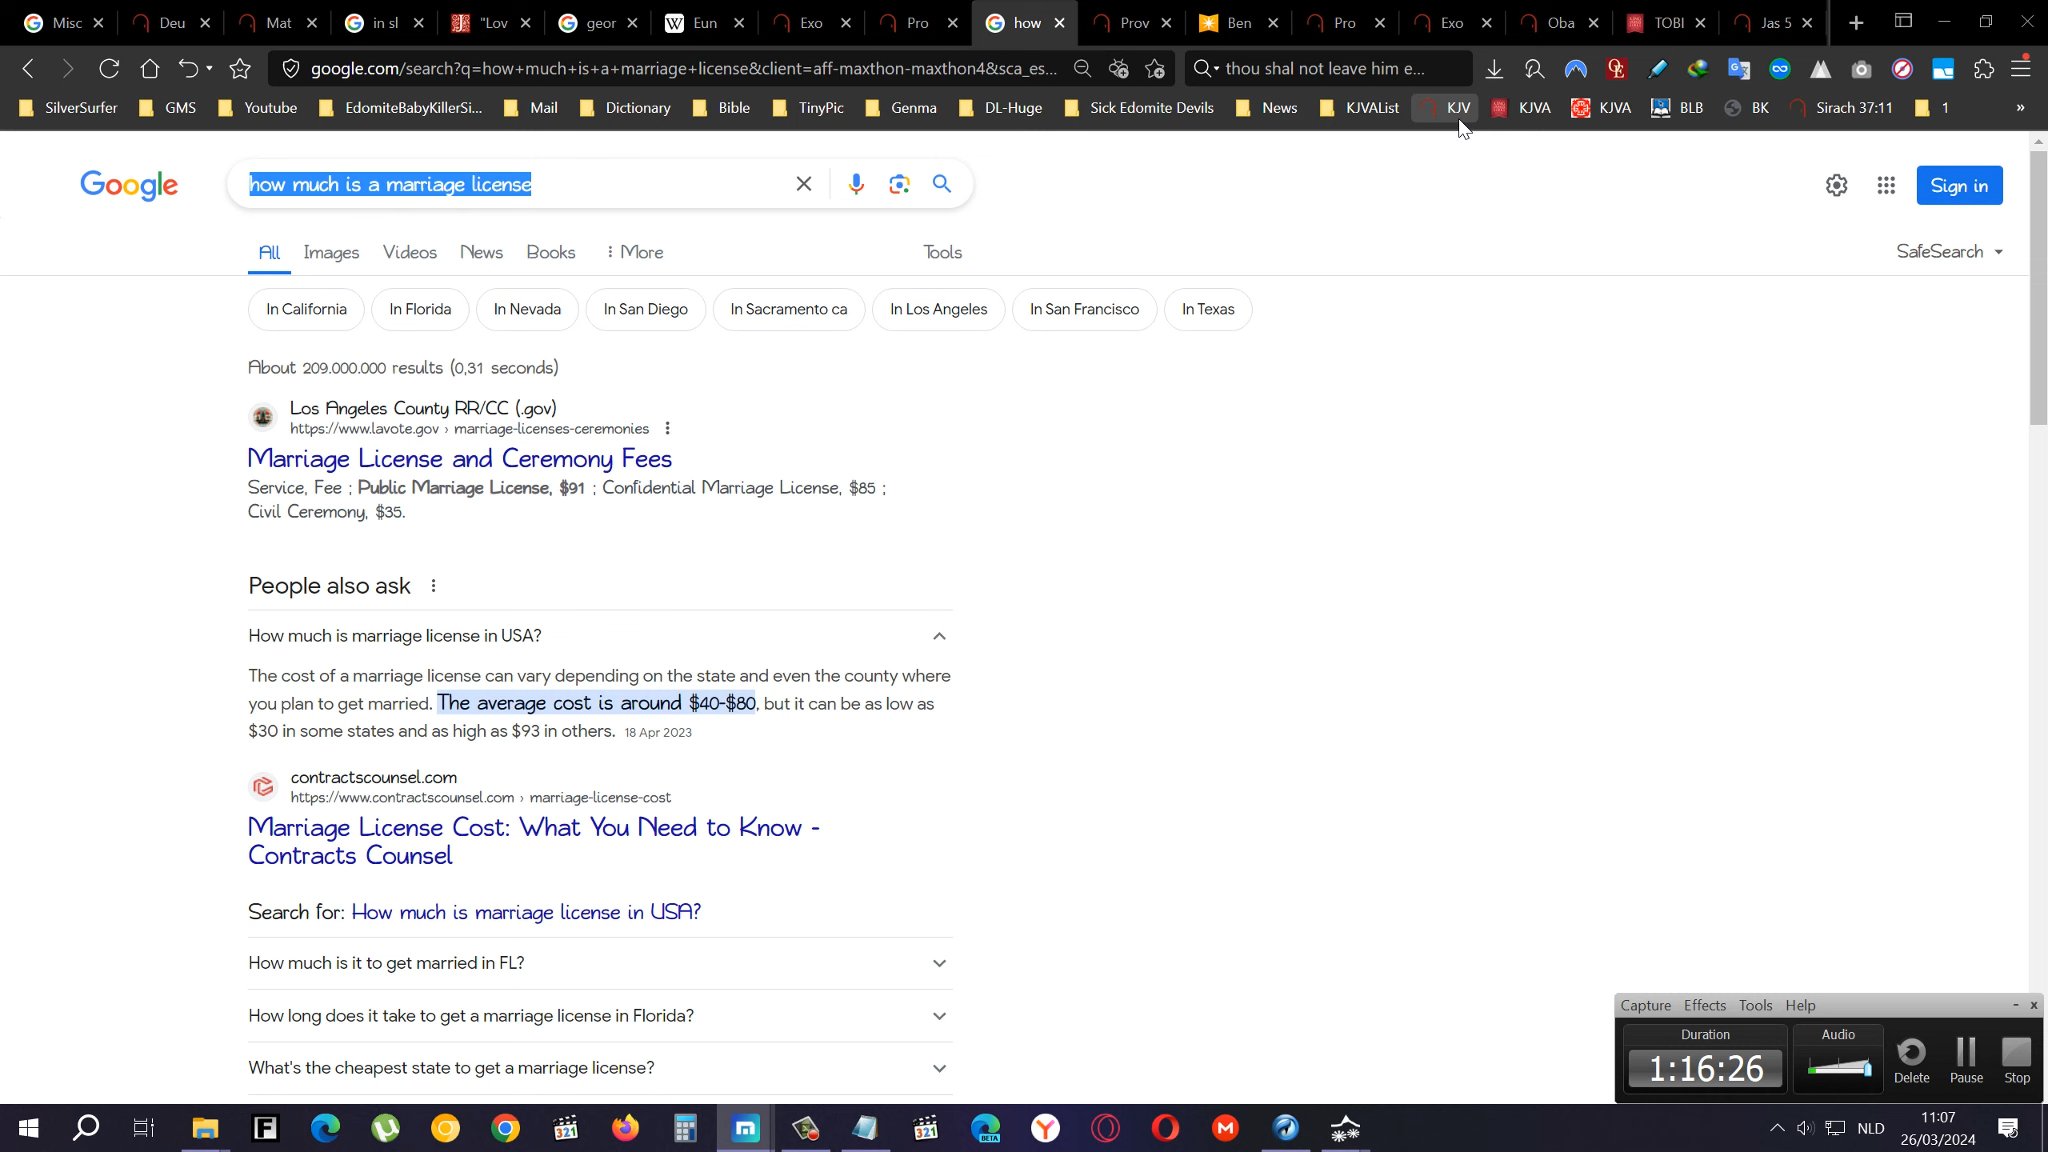 Misc
Deu
Mat
in sl
"Lov
geor
Eun
Exo
Pro
how
Prov
Ben
Pro
Exo
Oba
TOBI
Jas 5
google.com/search?q=how+much+is+a+marriage+license&client=aff-maxthon-maxthon4&sca_es...
thou shal not leave him e...
SilverSurfer
GMS
Youtube
EdomiteBabyKillerSi...
Mail
Dictionary
Bible
TinyPic
Genma
DL-Huge
Sick Edomite Devils
News
KJVAList
KJV
KJVA
KJVA
BLB
BK
Sirach 37:11
1
Google
how much is a marriage license
Sign in
All
Images
Videos
News
Books
More
Tools
SafeSearch
In California
In Florida
In Nevada
In San Diego
In Sacramento ca
In Los Angeles
In San Francisco
In Texas
About 209.000.000 results (0,31 seconds)
Los Angeles County RR/CC (.gov)
https://www.lavote.gov › marriage-licenses-ceremonies
Marriage License and Ceremony Fees
Service, Fee ; Public Marriage License, $91 ; Confidential Marriage License, $85 ;
Civil Ceremony, $35.
People also ask
How much is marriage license in USA?
The cost of a marriage license can vary depending on the state and even the county where
you plan to get married. The average cost is around $40-$80, but it can be as low as
$30 in some states and as high as $93 in others. 18 Apr 2023
contractscounsel.com
https://www.contractscounsel.com › marriage-license-cost
Marriage License Cost: What You Need to Know -
Contracts Counsel
Search for: How much is marriage license in USA?
How much is it to get married in FL?
How long does it take to get a marriage license in Florida?
What's the cheapest state to get a marriage license?
Capture Effects Tools Help
Duration
Audio
1:16:26
Delete
Pause
Stop
NLD
11:07
26/03/2024